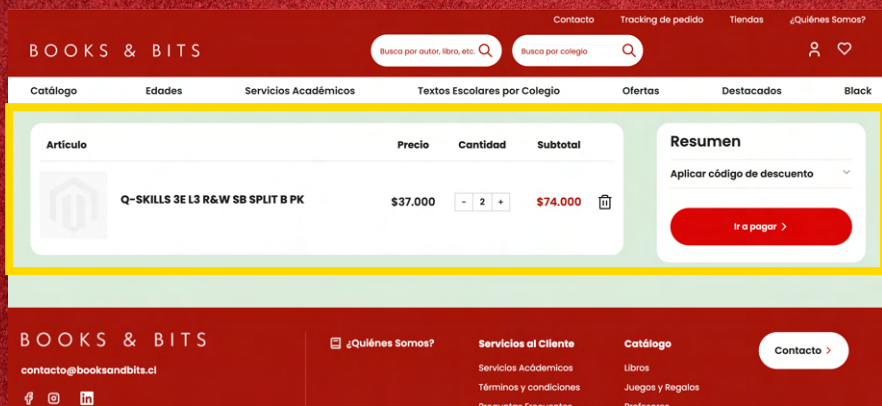 Contacto Tracking de pedido Tiendas ¿Quiénes Somos?
BOOKS & BITS Busca por autor, libro, etc. Busca por colegio
Catálogo Edades Servicios Académicos Textos Escolares por Colegio Ofertas Destacados Black
Artículo Precio Cantidad Subtotal
Q-SKILLS 3E L3 R&W SB SPLIT B PK $37.000 - 2 + $74.000
Resumen
Aplicar código de descuento
Ir a pagar >
BOOKS & BITS
contacto@booksandbits.cl
¿Quiénes Somos?
Servicios al Cliente
Servicios Académicos
Términos y condiciones
Preguntas Frecuentes
Catálogo
Libros
Juegos y Regalos
Profesores
Contacto >